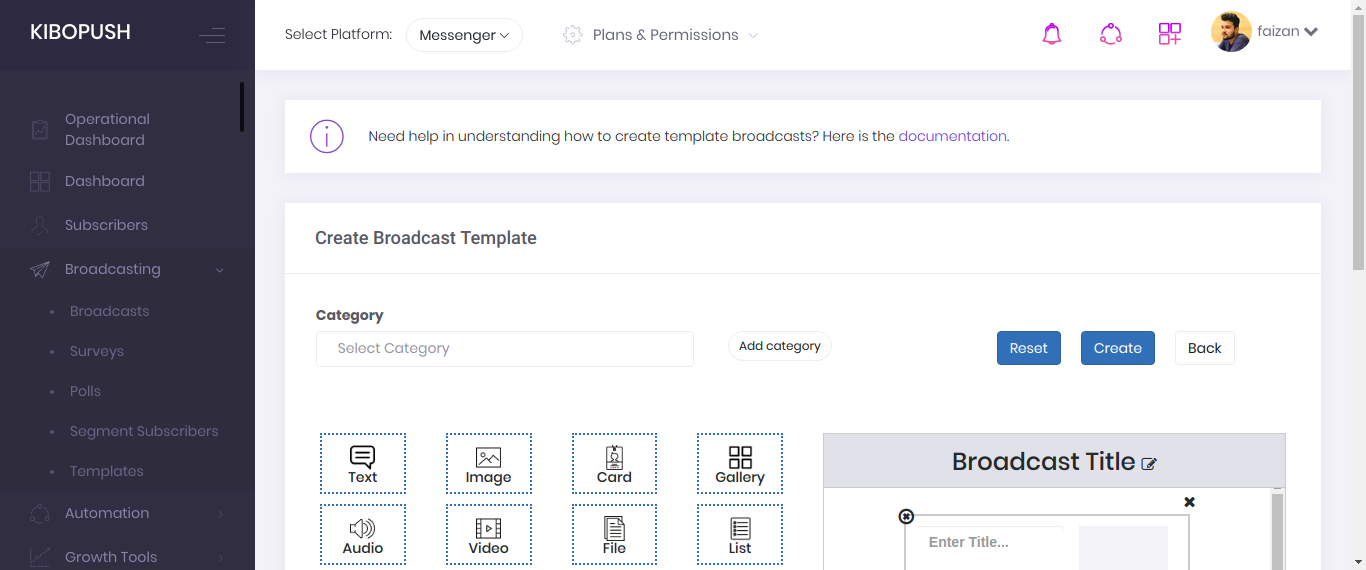 KIBOPUSH
Select Platform: Messenger
Plans & Permissions
faizan
Operational
Dashboard
Dashboard
Subscribers
Broadcasting
Broadcasts
Surveys
Polls
Segment Subscribers
Templates
Automation
Growth Tools
Need help in understanding how to create template broadcasts? Here is the documentation.
Create Broadcast Template
Category
Select Category
Add category
Reset
Create
Back
Text
Image
Card
Gallery
Audio
Video
File
List
Broadcast Title
Enter Title...